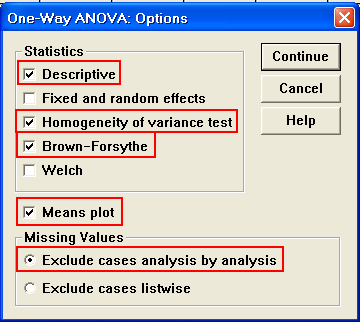 One-Way ANOVA: Options
Statistics
Descriptive
Fixed and random effects
Homogeneity of variance test
Brown-Forsythe
Welch
Means plot
Missing Values
Exclude cases analysis by analysis
Exclude cases listwise
Continue
Cancel
Help